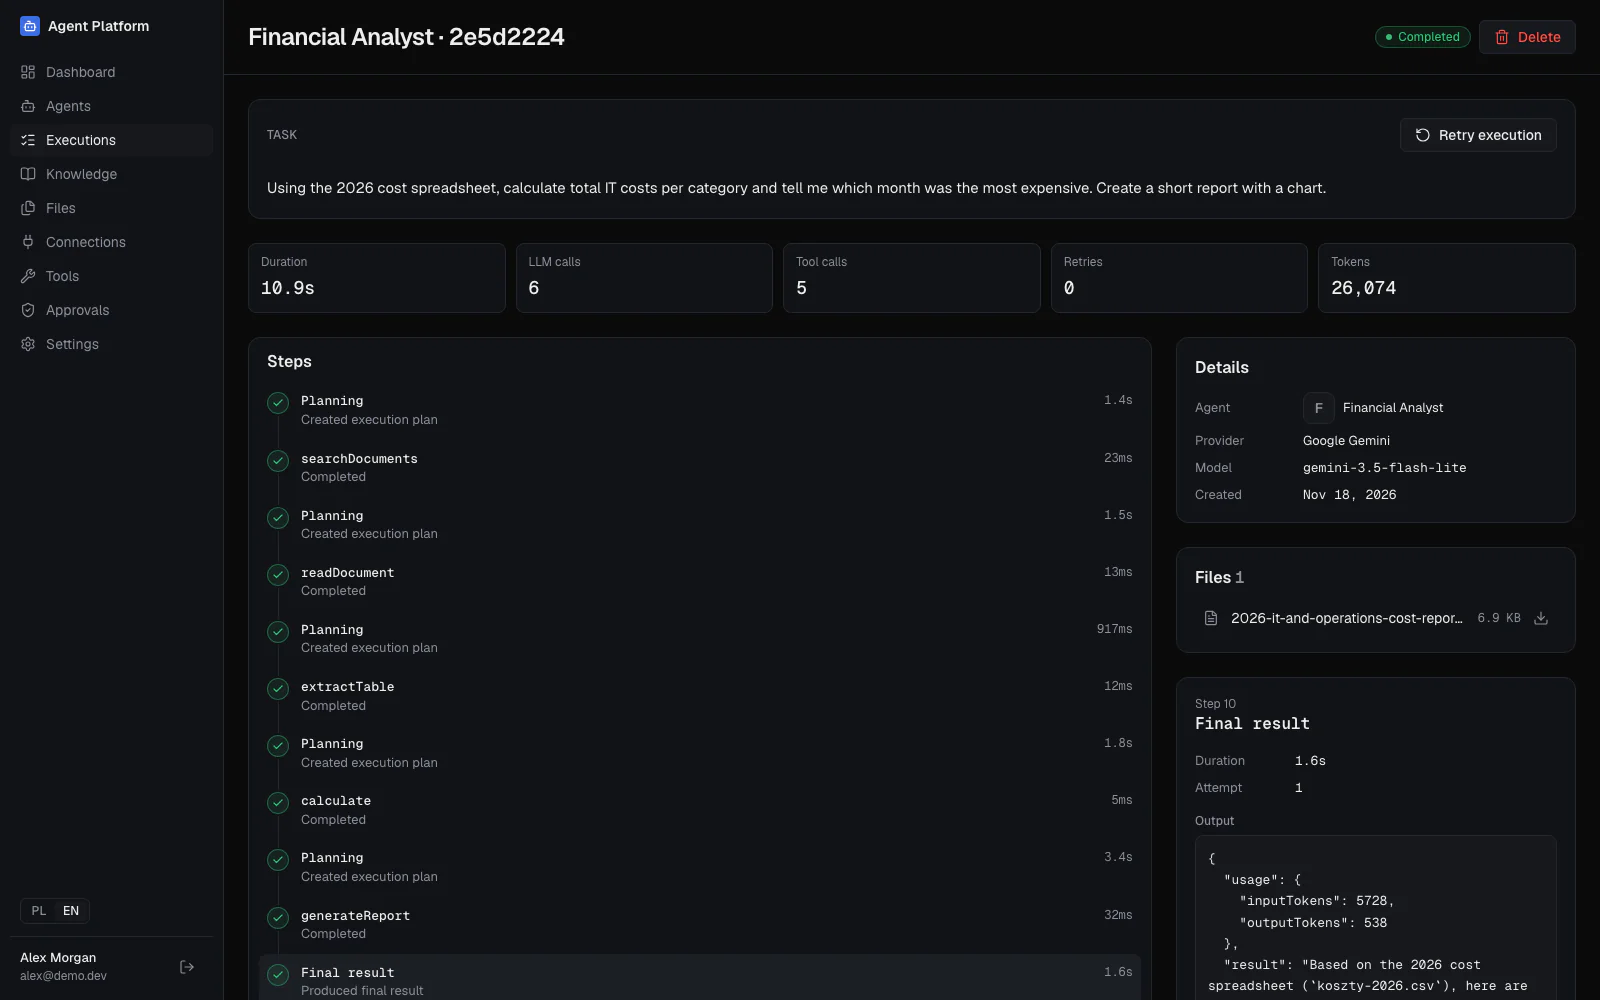 Agent Platform
Dashboard
Agents
Executions
Knowledge
Files
Connections
Tools
Approvals
Settings
PL EN
Alex Morgan
alex@demo.dev
Financial Analyst · 2e5d2224
Completed
Delete
TASK
Retry execution
Using the 2026 cost spreadsheet, calculate total IT costs per category and tell me which month was the most expensive. Create a short report with a chart.
Duration
10.9s
LLM calls
6
Tool calls
5
Retries
0
Tokens
26,074
Steps
Planning 1.4s
Created execution plan
searchDocuments 23ms
Completed
Planning 1.5s
Created execution plan
readDocument 13ms
Completed
Planning 917ms
Created execution plan
extractTable 12ms
Completed
Planning 1.8s
Created execution plan
calculate 5ms
Completed
Planning 3.4s
Created execution plan
generateReport 32ms
Completed
Final result 1.6s
Produced final result
Details
Agent F Financial Analyst
Provider Google Gemini
Model gemini-3.5-flash-lite
Created Nov 18, 2026
Files 1
2026-it-and-operations-cost-repor... 6.9 KB
Step 10
Final result
Duration 1.6s
Attempt 1
Output
{
"usage": {
"inputTokens": 5728,
"outputTokens": 538
},
"result": "Based on the 2026 cost
spreadsheet (`koszty-2026.csv`), here are